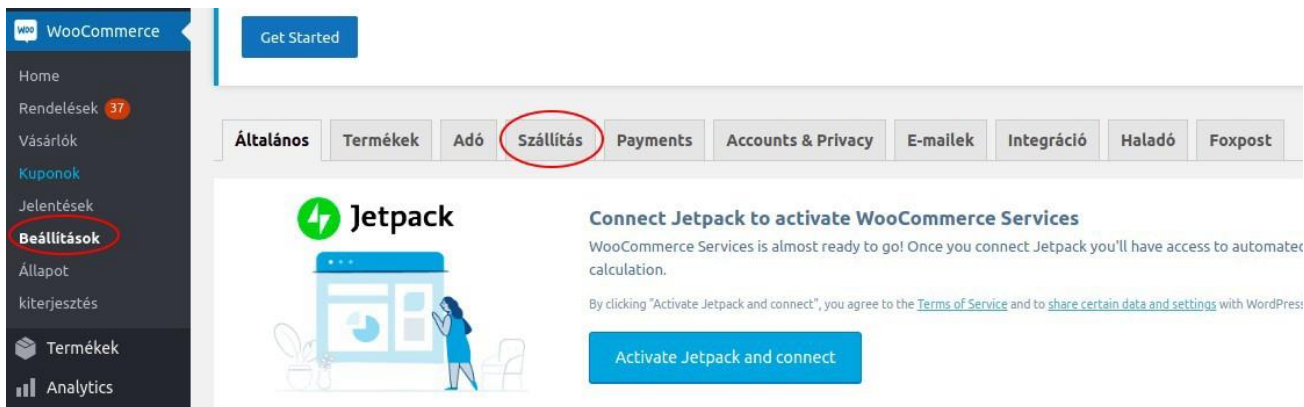 WOO WooCommerce
Home
Rendelések 37
Vásárlók
Kuponok
Jelentések
Beállítások
Állapot
kiterjesztés
Termékek
Analytics
Get Started
Általános Termékek Adó Szállítás Payments Accounts & Privacy E-mailek Integráció Haladó Foxpost
Jetpack
Connect Jetpack to activate WooCommerce Services
WooCommerce Services is almost ready to go! Once you connect Jetpack you'll have access to automated
calculation.
By clicking "Activate Jetpack and connect", you agree to the Terms of Service and to share certain data and settings with WordPress
Activate Jetpack and connect